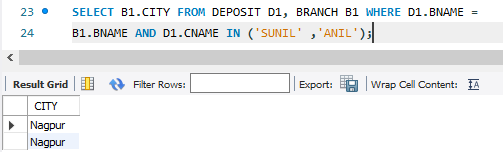 23 SELECT B1.CITY FROM DEPOSIT D1, BRANCH B1 WHERE D1.BNAME =
24 B1.BNAME AND D1.CNAME IN ('SUNIL' ,'ANIL');
Result Grid Filter Rows: Export: Wrap Cell Content:
CITY
Nagpur
Nagpur